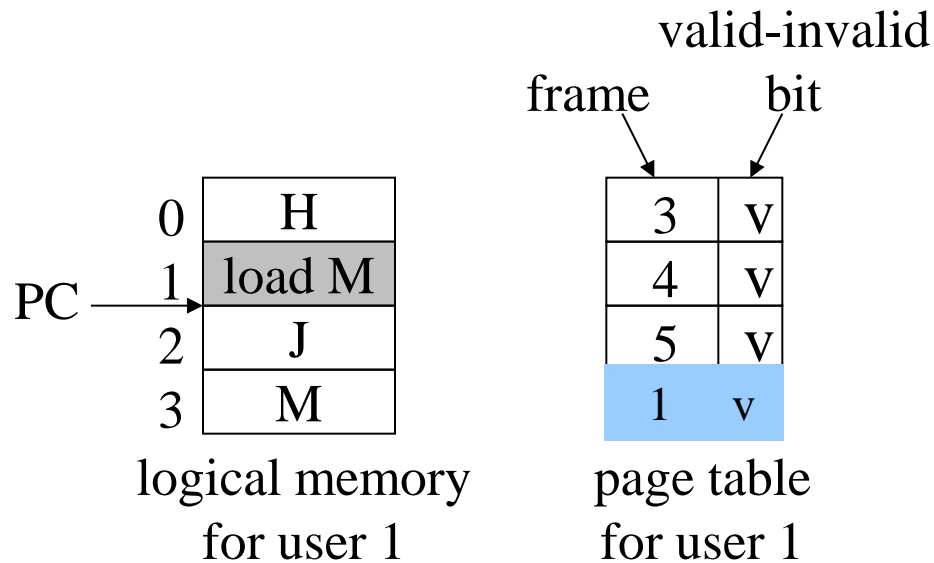 valid-invalid
frame bit
0 H 3 v
1 load M 4 v
PC
2 J 5 v
3 M 1 v
logical memory page table
for user 1 for user 1